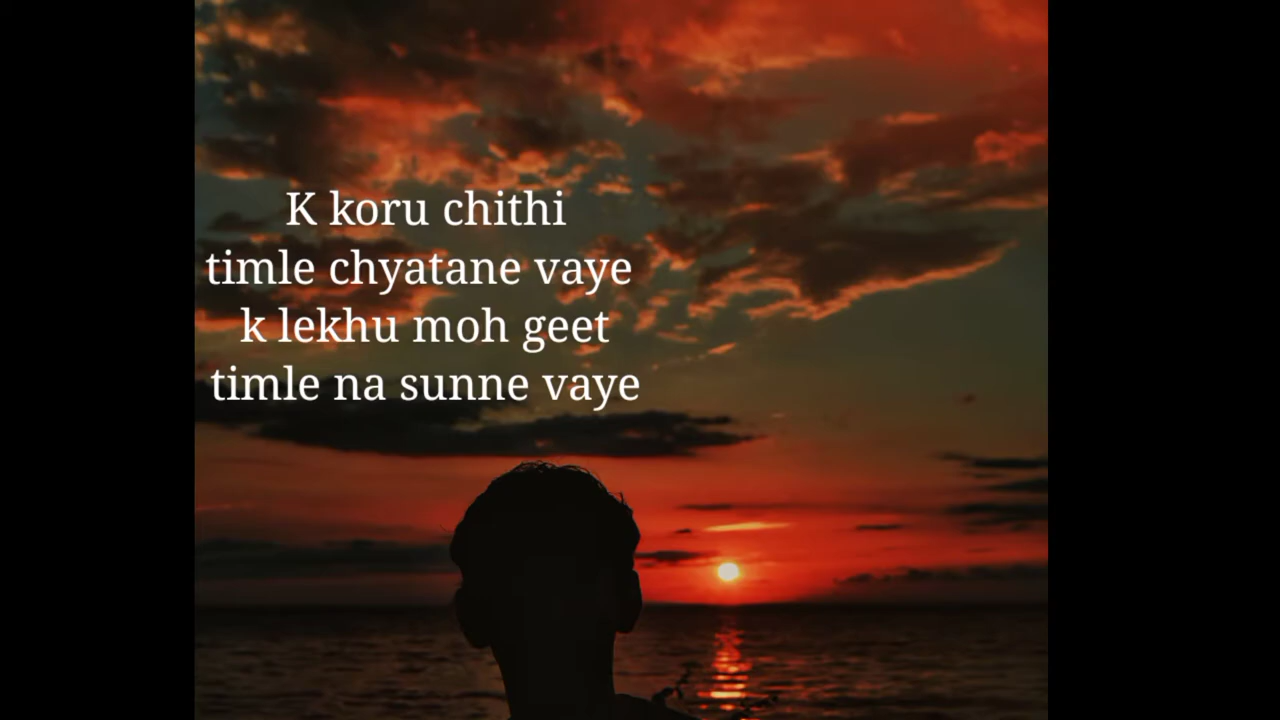 K koru chithi
timle chyatane vaye
k lekhu moh geet
timle na sunne vaye